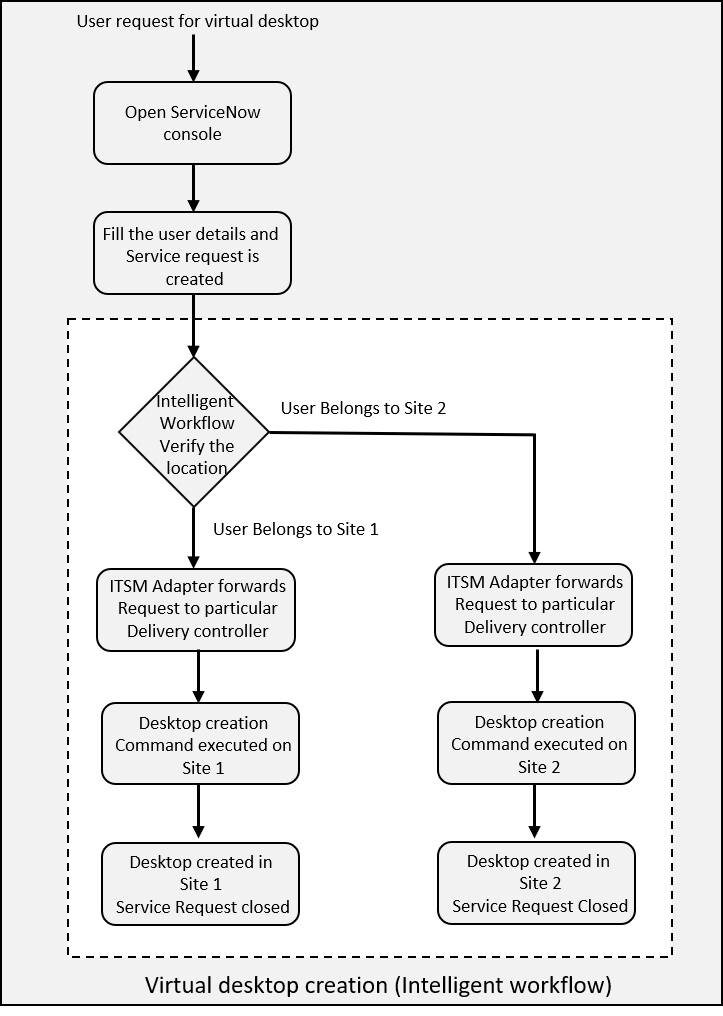 User request for virtual desktop
Open ServiceNow
console
Fill the user details and
Service request is
created
Intelligent
Workflow
Verify the
location
User Belongs to Site 2
User Belongs to Site 1
ITSM Adapter forwards
Request to particular
Delivery controller
ITSM Adapter forwards
Request to particular
Delivery controller
Desktop creation
Command executed on
Site 1
Desktop creation
Command executed on
Site 2
Desktop created in
Site 1
Service Request closed
Desktop created in
Site 2
Service Request Closed
Virtual desktop creation (Intelligent workflow)